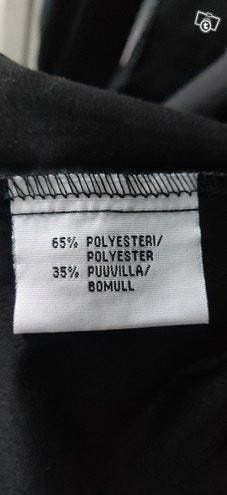 65% POLYESTERI/
POLYESTER
35% PUUVILLA/
BOMULL